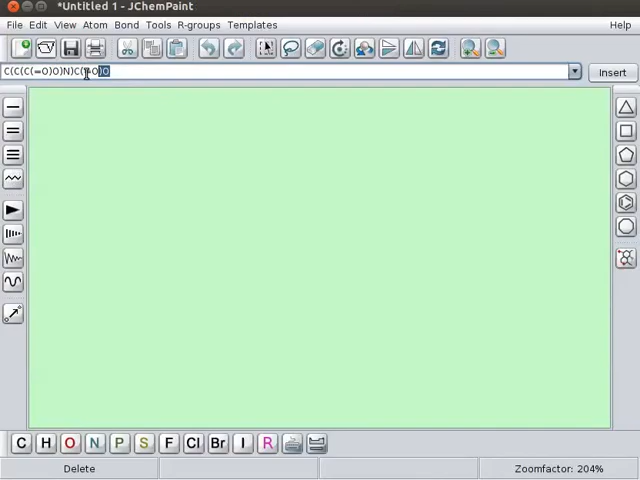 *Untitled 1 - JChemPaint
File Edit View Atom Bond Tools R-groups Templates Help
C(C(C(=O)O)N)C(=O)O Insert
C H O N P S F Cl Br I R
Delete Zoomfactor: 204%